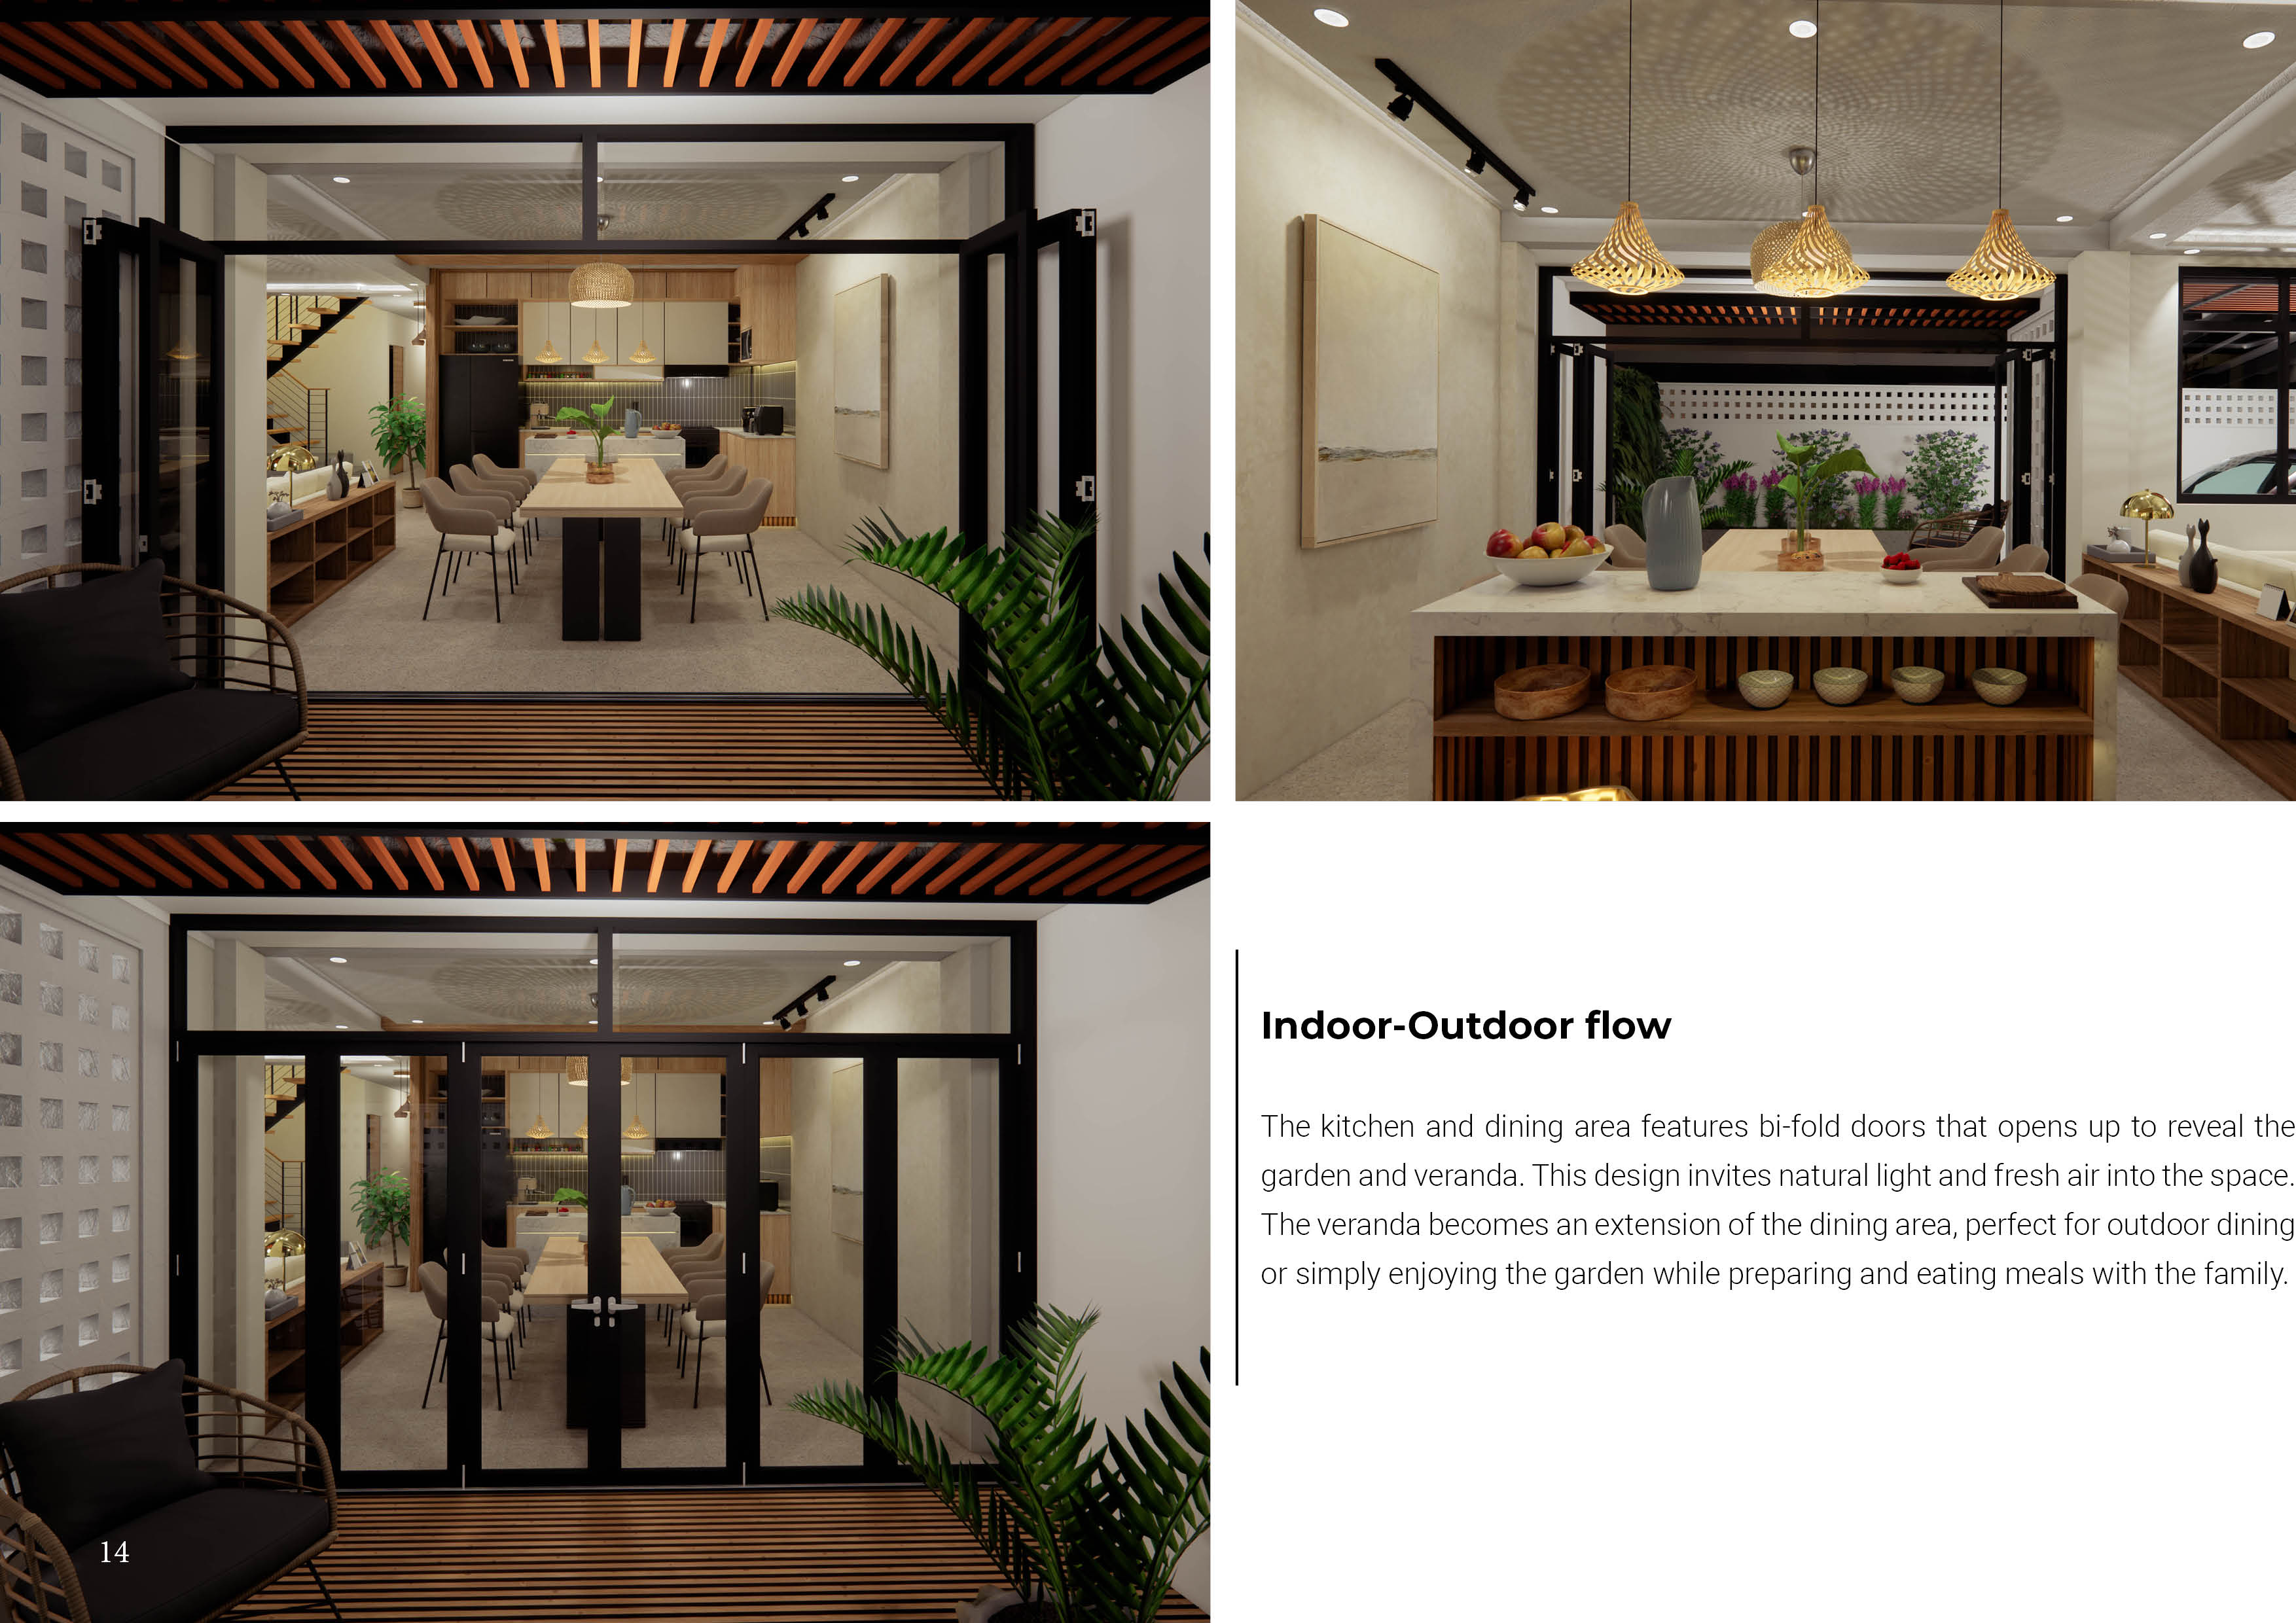 Indoor-Outdoor flow
The kitchen and dining area features bi-fold doors that opens up to reveal the
garden and veranda. This design invites natural light and fresh air into the space.
The veranda becomes an extension of the dining area, perfect for outdoor dining
or simply enjoying the garden while preparing and eating meals with the family.
14